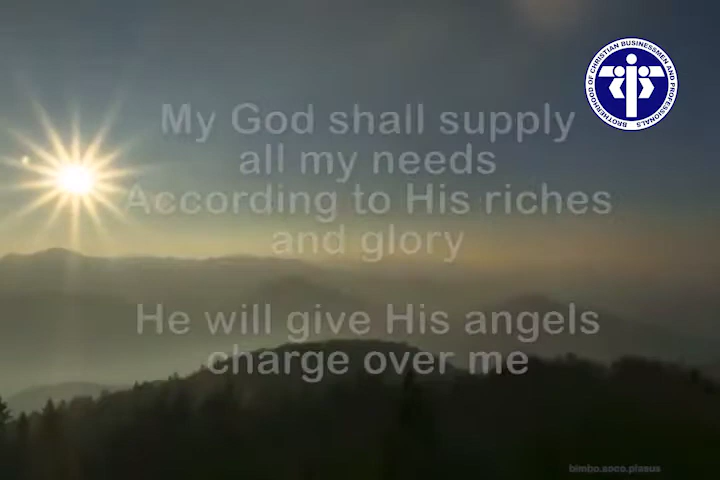 BROTHERHOOD OF CHRISTIAN BUSINESSMEN AND PROFESSIONALS
My God shall supply
all my needs
According to His riches
and glory
He will give His angels
charge over me